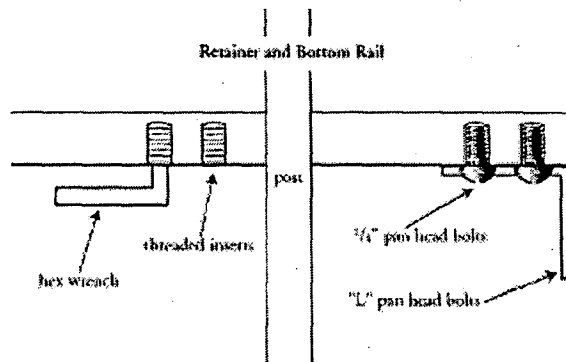 Retainer and Bottom Rail
post
threaded inserts
hex wrench
pan head bolts
"L" pan head bolts